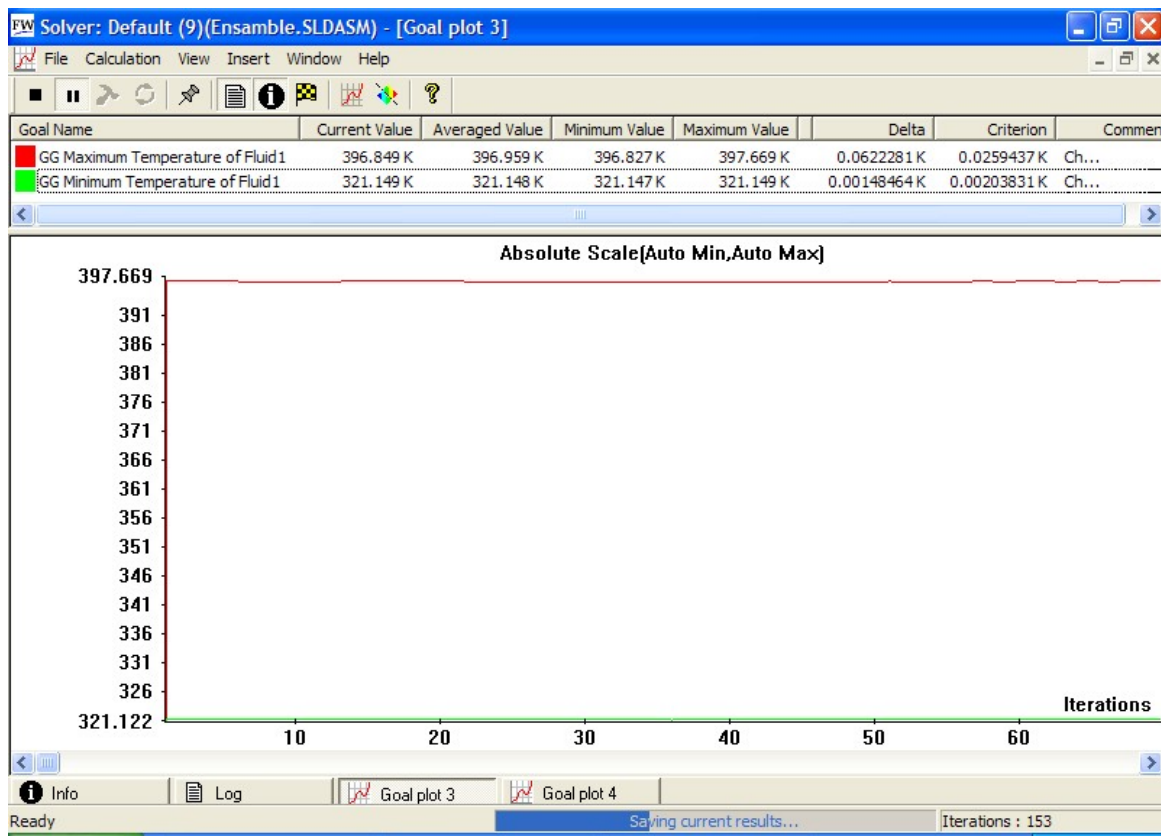 FW Solver: Default (9)(Ensamble.SLDASM) - [Goal plot 3]
File Calculation View Insert Window Help
Goal Name Current Value Averaged Value Minimum Value Maximum Value Delta Criterion Commen
GG Maximum Temperature of Fluid1 396.849 K 396.959 K 396.827 K 397.669 K 0.0622281 K 0.0259437 K Ch...
GG Minimum Temperature of Fluid1 321.149 K 321.148 K 321.147 K 321.149 K 0.00148464 K 0.00203831 K Ch...
Absolute Scale(Auto Min,Auto Max)
397.669
391
386
381
376
371
366
361
356
351
346
341
336
331
326
Iterations
321.122
10 20 30 40 50 60
Info Log Goal plot 3 Goal plot 4
Ready Saving current results... Iterations : 153